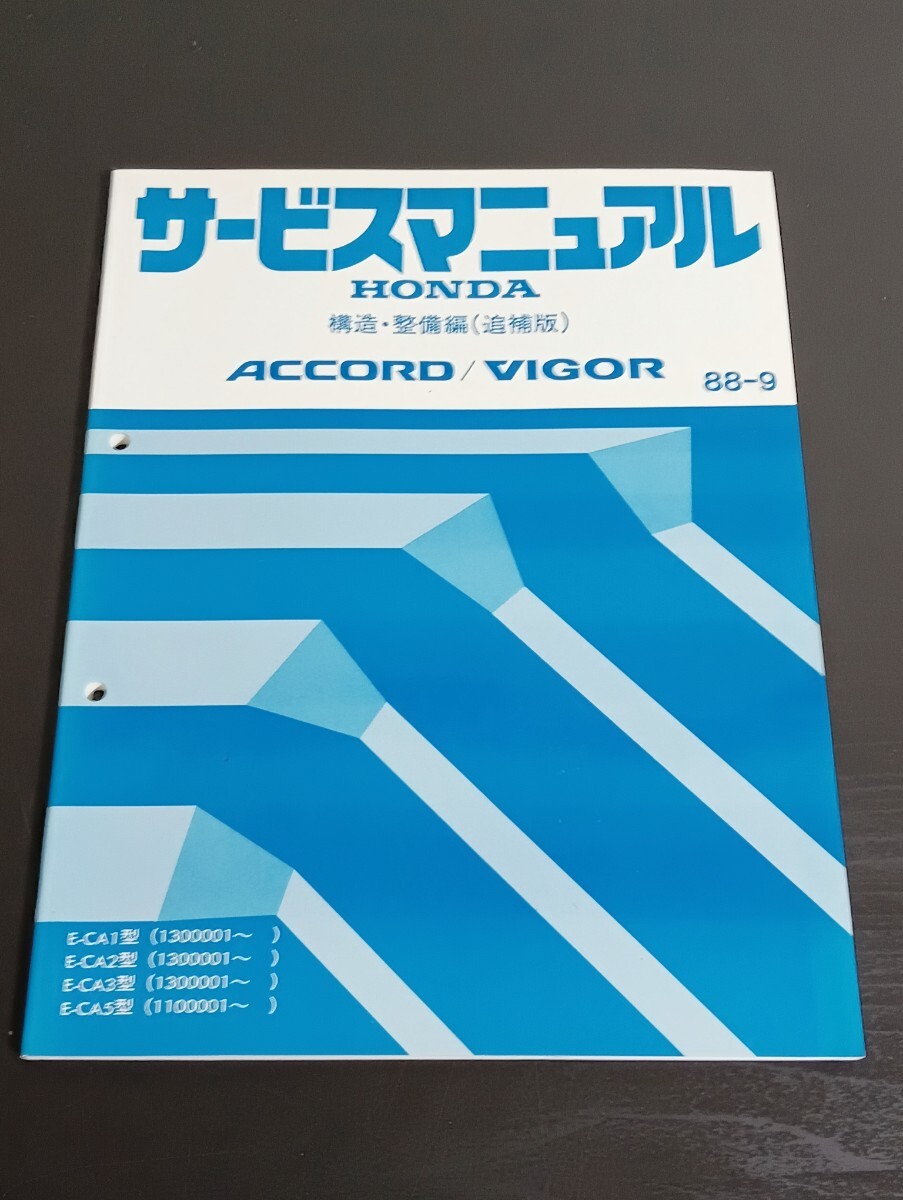 サービスマニュアル
HONDA
構造・整備編(追補版)
ACCORD/VIGOR 88-9
E-CA1型 (1300001〜 )
E-CA2型 (1300001〜 )
E-CA3型 (1300001〜 )
E-CA5型 (1100001〜 )